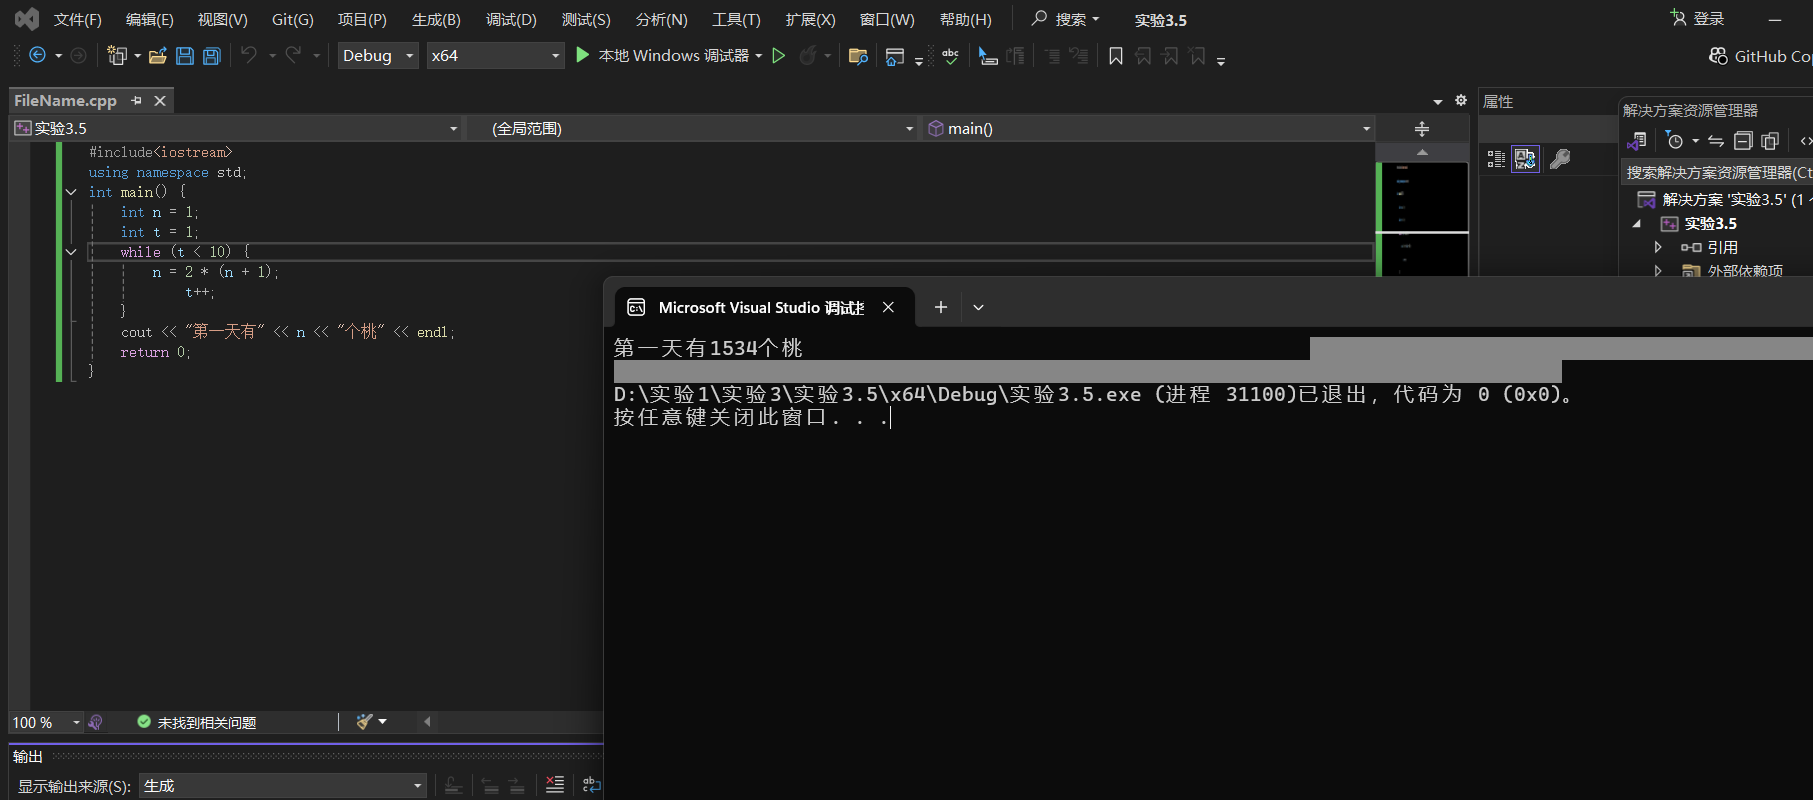 文件(F) 编辑(E) 视图(V) Git(G) 项目(P) 生成(B) 调试(D) 测试(S) 分析(N) 工具(T) 扩展(X) 窗口(W) 帮助(H) 搜索 实验3.5 登录
Debug x64 本地 Windows 调试器 abc GitHub Cop
FileName.cpp
实验3.5 (全局范围) main()
#include<iostream>
using namespace std;
int main() {
int n = 1;
int t = 1;
while (t < 10) {
n = 2 * (n + 1);
t++;
}
cout << "第一天有" << n << "个桃" << endl;
return 0;
}
属性
解决方案资源管理器
搜索解决方案资源管理器(Ct
解决方案 '实验3.5' (1
实验3.5
引用
外部依赖项
Microsoft Visual Studio 调试控
第一天有1534个桃
D:\实验1\实验3\实验3.5\x64\Debug\实验3.5.exe (进程 31100)已退出，代码为 0 (0x0)。
按任意键关闭此窗口. . .
100 % 未找到相关问题
输出
显示输出来源(S): 生成